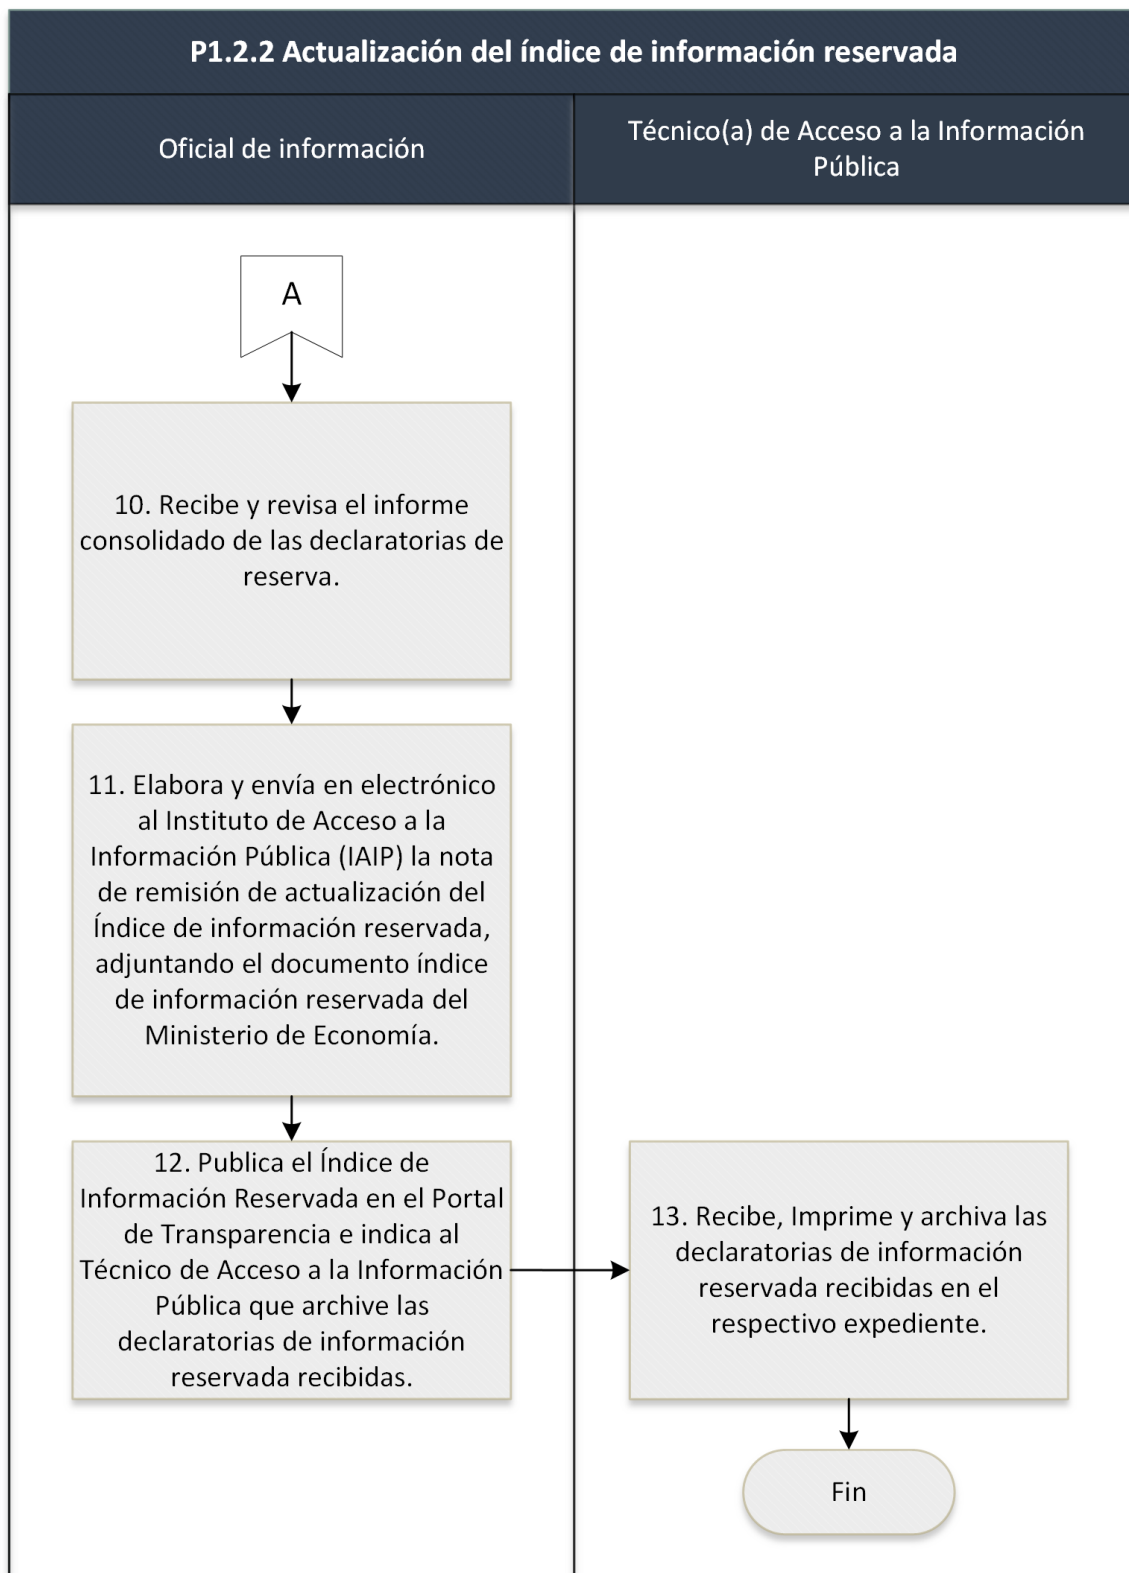 P1.2.2 Actualización del índice de información reservada
Oficial de información
Técnico(a) de Acceso a la Información
Pública
A
10. Recibe y revisa el informe
consolidado de las declaratorias de
reserva.
11. Elabora y envía en electrónico
al Instituto de Acceso a la
Información Pública (IAIP) la nota
de remisión de actualización del
Índice de información reservada,
adjuntando el documento índice
de información reservada del
Ministerio de Economía.
12. Publica el Índice de
Información Reservada en el Portal
de Transparencia e indica al
Técnico de Acceso a la Información
Pública que archive las
declaratorias de información
reservada recibidas.
13. Recibe, Imprime y archiva las
declaratorias de información
reservada recibidas en el
respectivo expediente.
Fin